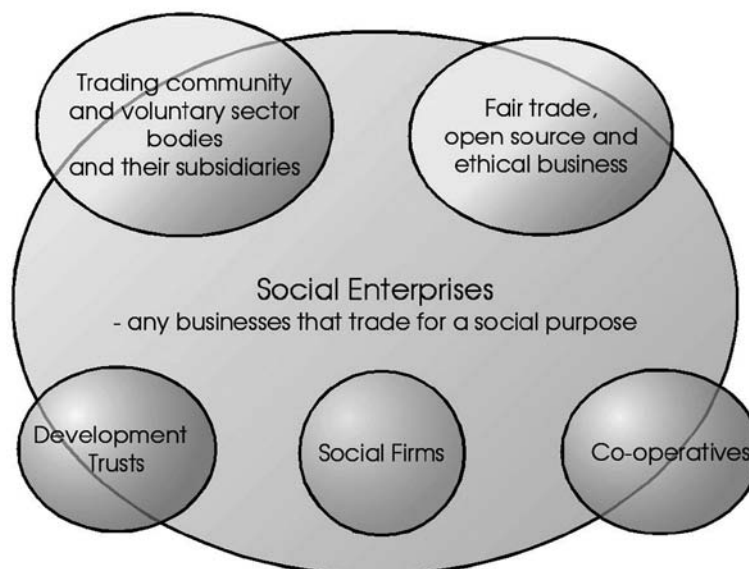 Trading community
and voluntary sector
bodies
and their subsidiaries
Fair trade,
open source and
ethical business
Social Enterprises
- any businesses that trade for a social purpose
Development
Trusts
Social Firms
Co-operatives